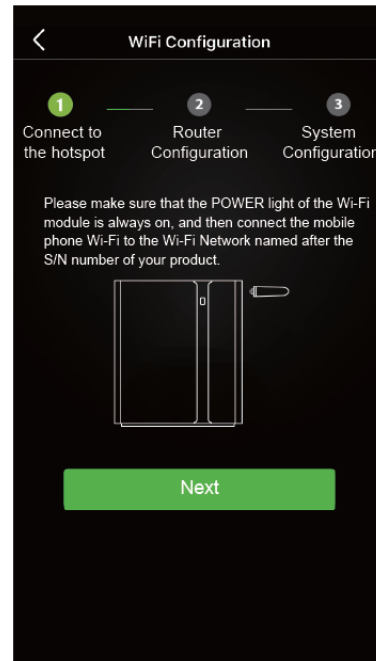 WiFi Configuration
1 2 3
Connect to the hotspot
Router Configuration
System Configuration
Please make sure that the POWER light of the Wi-Fi
module is always on, and then connect the mobile
phone Wi-Fi to the Wi-Fi Network named after the
S/N number of your product.
Next